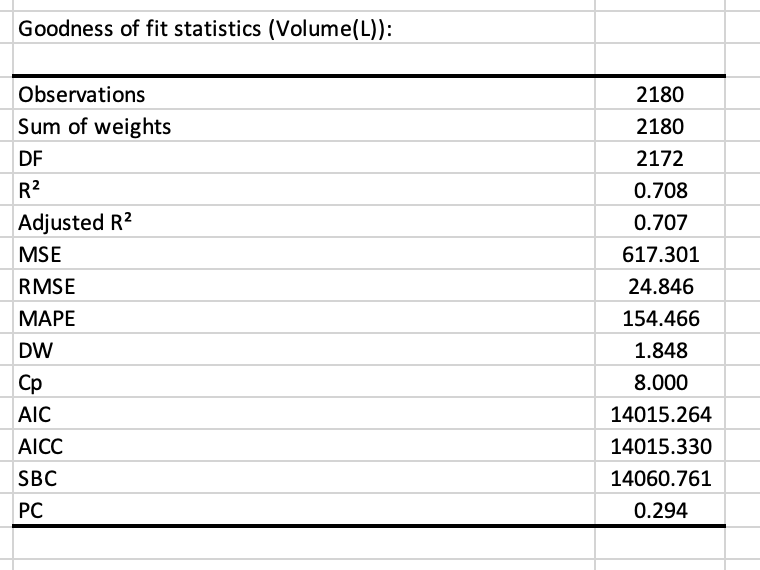 Goodness of fit statistics (Volume(L)):
Observations 2180
Sum of weights 2180
DF 2172
R² 0.708
Adjusted R² 0.707
MSE 617.301
RMSE 24.846
MAPE 154.466
DW 1.848
Cp 8.000
AIC 14015.264
AICC 14015.330
SBC 14060.761
PC 0.294